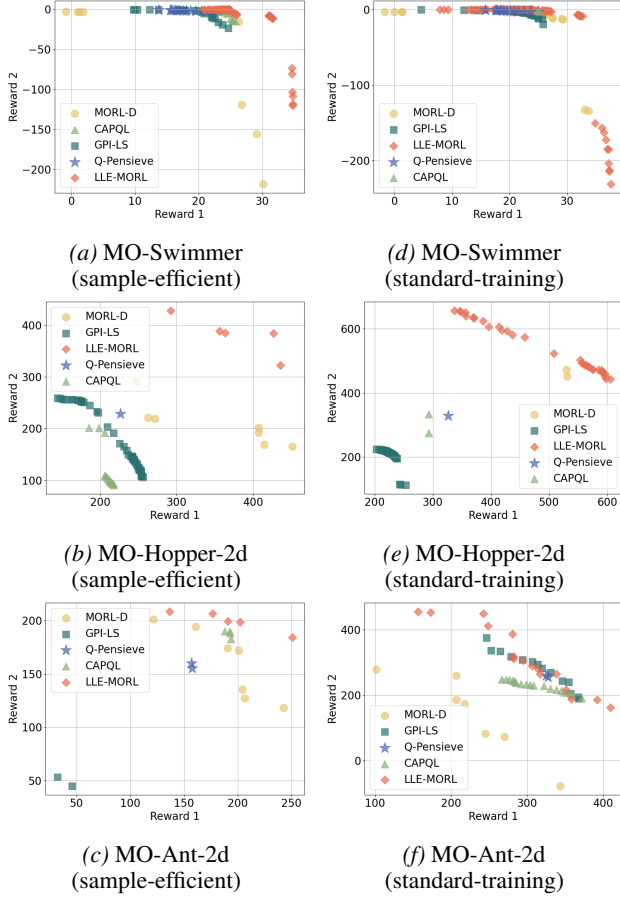 0
−50
−100
−150
−200
Reward 2
MORL-D
CAPQL
GPI-LS
Q-Pensieve
LLE-MORL
0
10
20
30
Reward 1
(a) MO-Swimmer
(sample-efficient)
0
−100
−200
Reward 2
MORL-D
GPI-LS
LLE-MORL
Q-Pensieve
CAPQL
0
10
20
30
Reward 1
(d) MO-Swimmer
(standard-training)
400
300
200
100
Reward 2
MORL-D
GPI-LS
LLE-MORL
Q-Pensieve
CAPQL
200
300
400
Reward 1
(b) MO-Hopper-2d
(sample-efficient)
600
400
200
Reward 2
MORL-D
GPI-LS
LLE-MORL
Q-Pensieve
CAPQL
200
300
400
500
600
Reward 1
(e) MO-Hopper-2d
(standard-training)
200
150
100
50
Reward 2
MORL-D
GPI-LS
Q-Pensieve
CAPQL
LLE-MORL
50
100
150
200
250
Reward 1
(c) MO-Ant-2d
(sample-efficient)
400
200
0
Reward 2
MORL-D
GPI-LS
Q-Pensieve
CAPQL
LLE-MORL
100
200
300
400
Reward 1
(f) MO-Ant-2d
(standard-training)